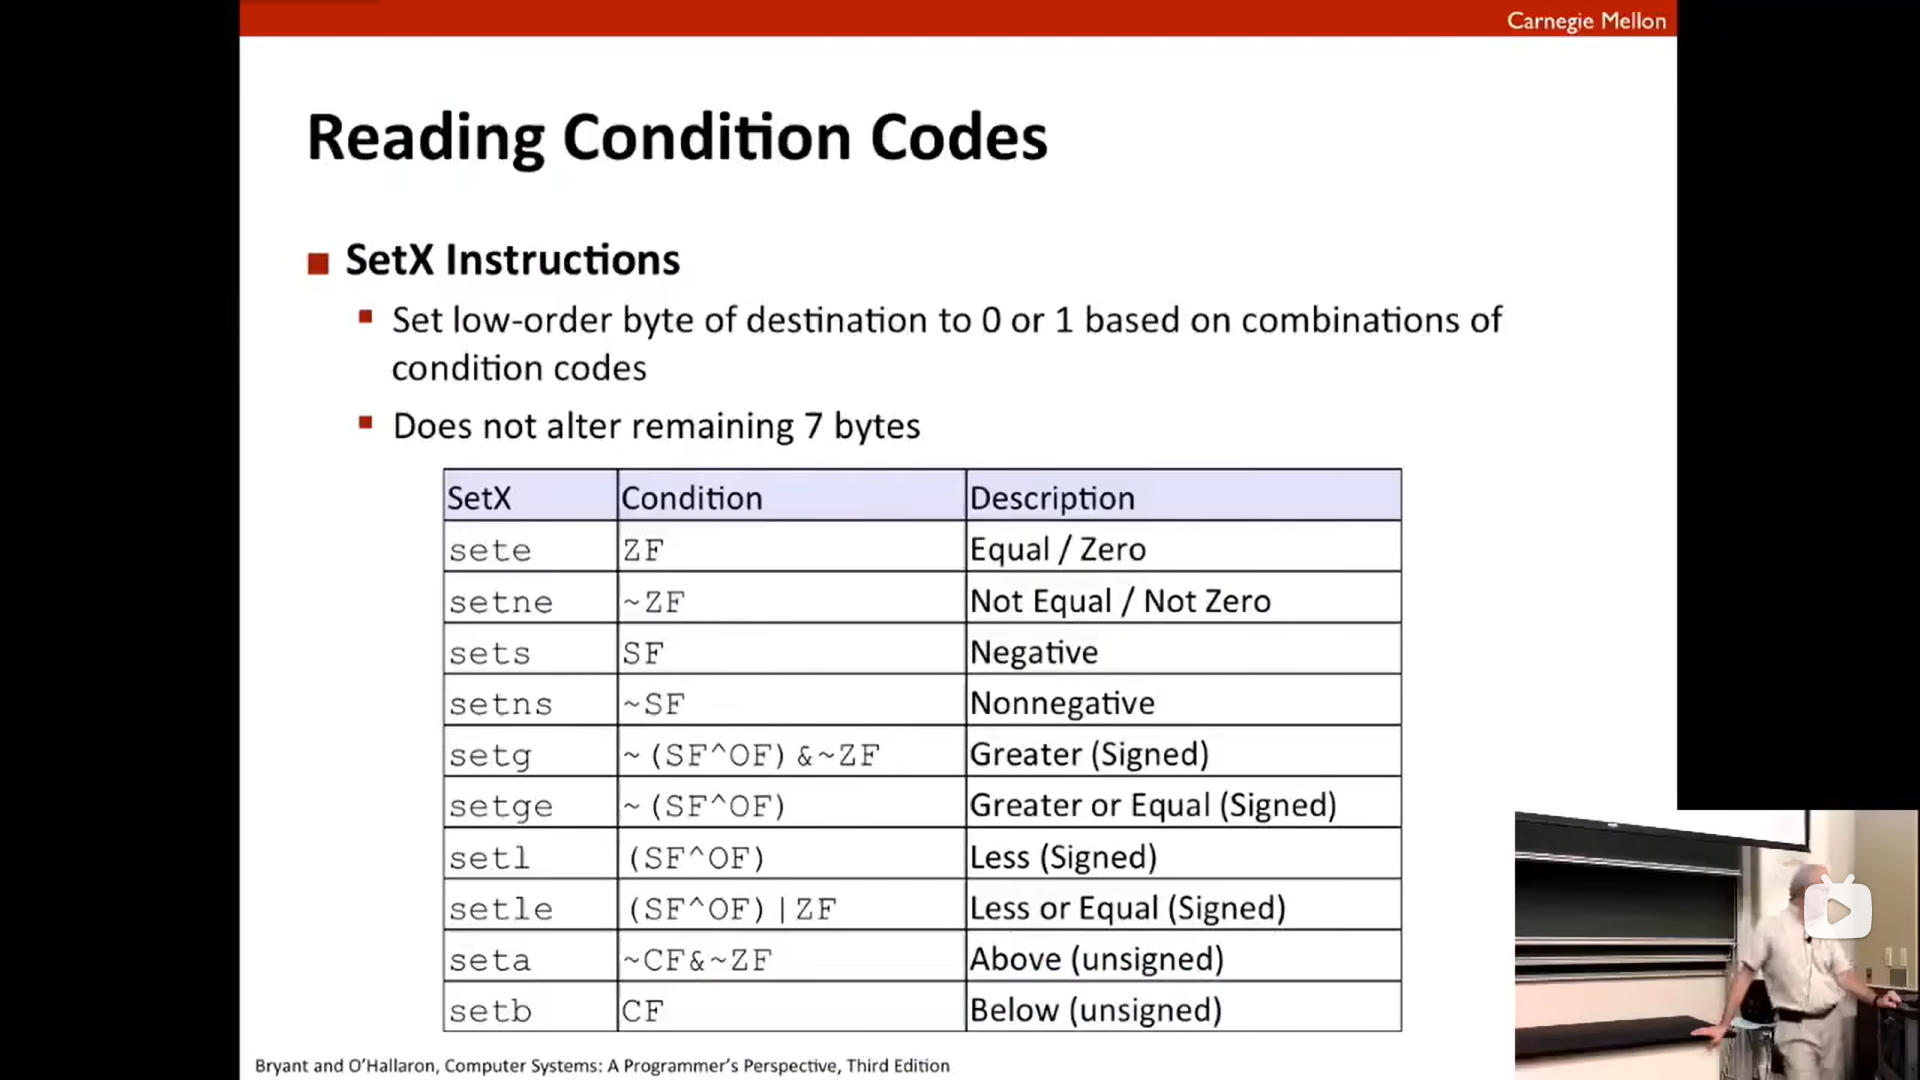 Carnegie Mellon
Reading Condition Codes
SetX Instructions
Set low-order byte of destination to 0 or 1 based on combinations of
condition codes
Does not alter remaining 7 bytes
SetX Condition Description
sete ZF Equal / Zero
setne ~ZF Not Equal / Not Zero
sets SF Negative
setns ~SF Nonnegative
setg ~(SF^OF)&~ZF Greater (Signed)
setge ~(SF^OF) Greater or Equal (Signed)
setl (SF^OF) Less (Signed)
setle (SF^OF)|ZF Less or Equal (Signed)
seta ~CF&~ZF Above (unsigned)
setb CF Below (unsigned)
Bryant and O'Hallaron, Computer Systems: A Programmer's Perspective, Third Edition